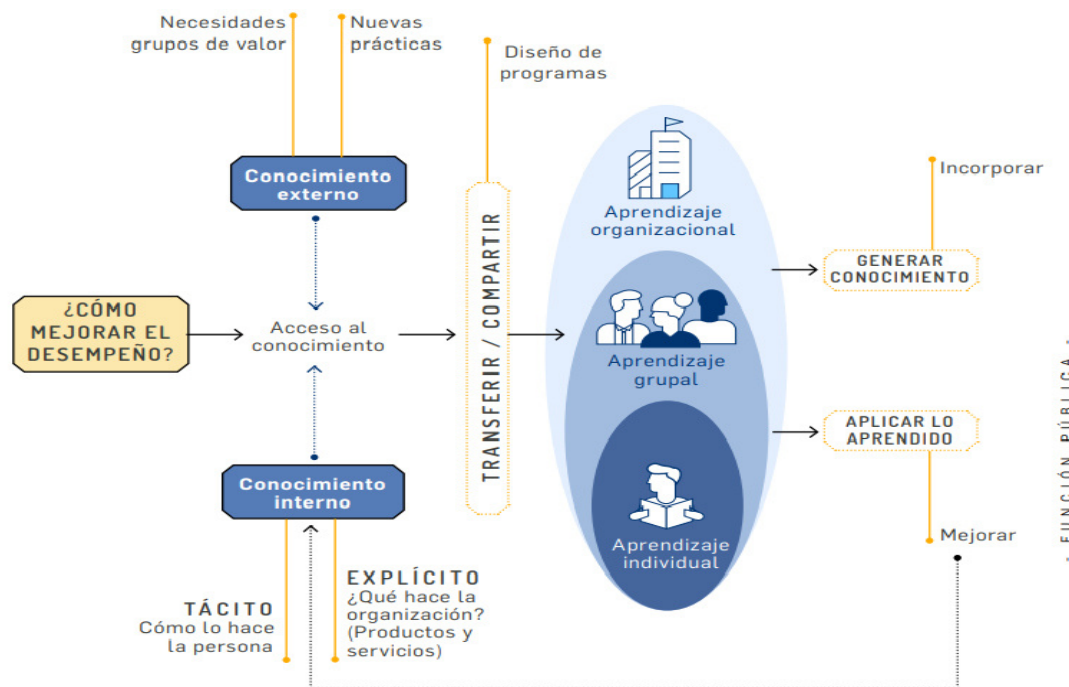 Necesidades
grupos de valor
Nuevas
prácticas
Diseño de
programas
Conocimiento
externo
Aprendizaje
organizacional
Incorporar
GENERAR
CONOCIMIENTO
¿CÓMO
MEJORAR EL
DESEMPEÑO?
Acceso al
conocimiento
TRANSFERIR / COMPARTIR
Aprendizaje
grupal
APLICAR LO
APRENDIDO
Conocimiento
interno
Aprendizaje
individual
Mejorar
TÁCITO
Cómo lo hace
la persona
EXPLÍCITO
¿Qué hace la
organización?
(Productos y
servicios)
• FUNCIÓN PÚBLICA •